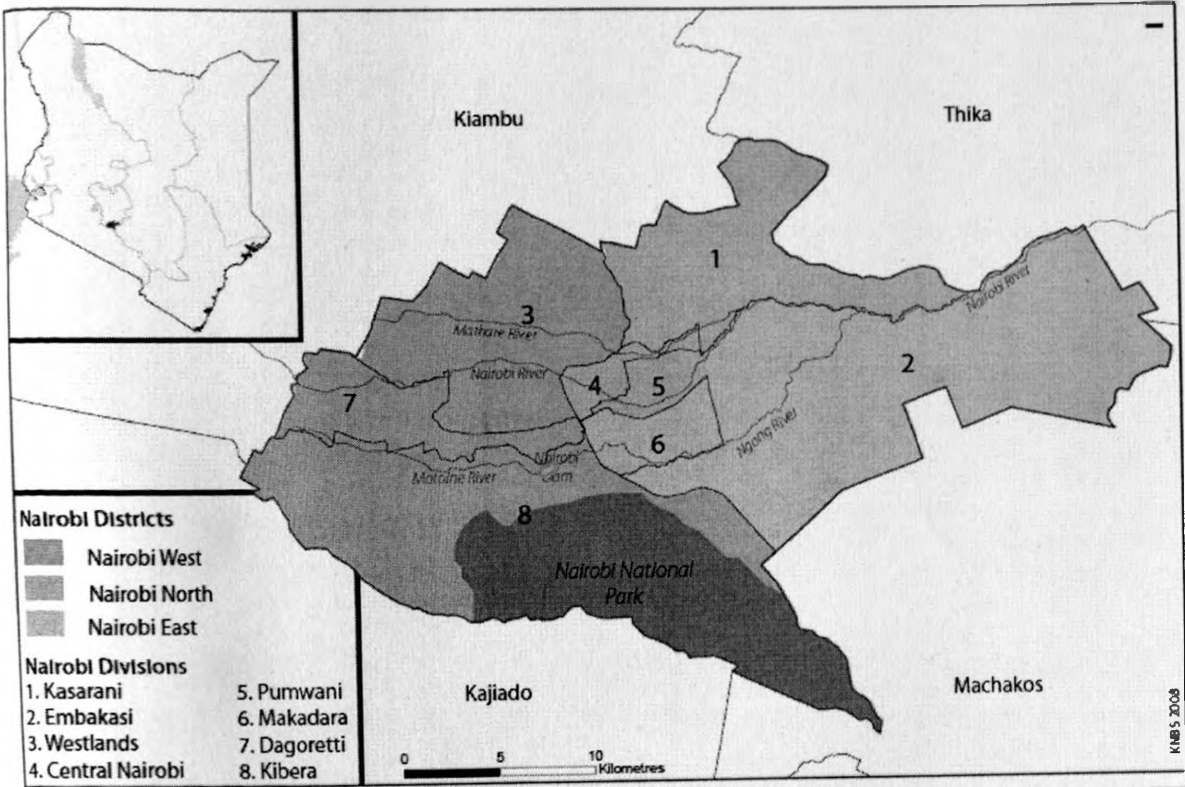 Kiambu
Thika
1
3
Mathare River
Nairobi River
2
Nairobi River
4
5
7
6
Ngong River
Nairobi Dam
Motoine River
8
Nairobi National
Park
Kajiado
Machakos
Nairobi Districts
Nairobi West
Nairobi North
Nairobi East
Nairobi Divisions
1. Kasarani
2. Embakasi
3. Westlands
4. Central Nairobi
5. Pumwani
6. Makadara
7. Dagoretti
8. Kibera
0 5 10
Kilometres
KNBS 2008